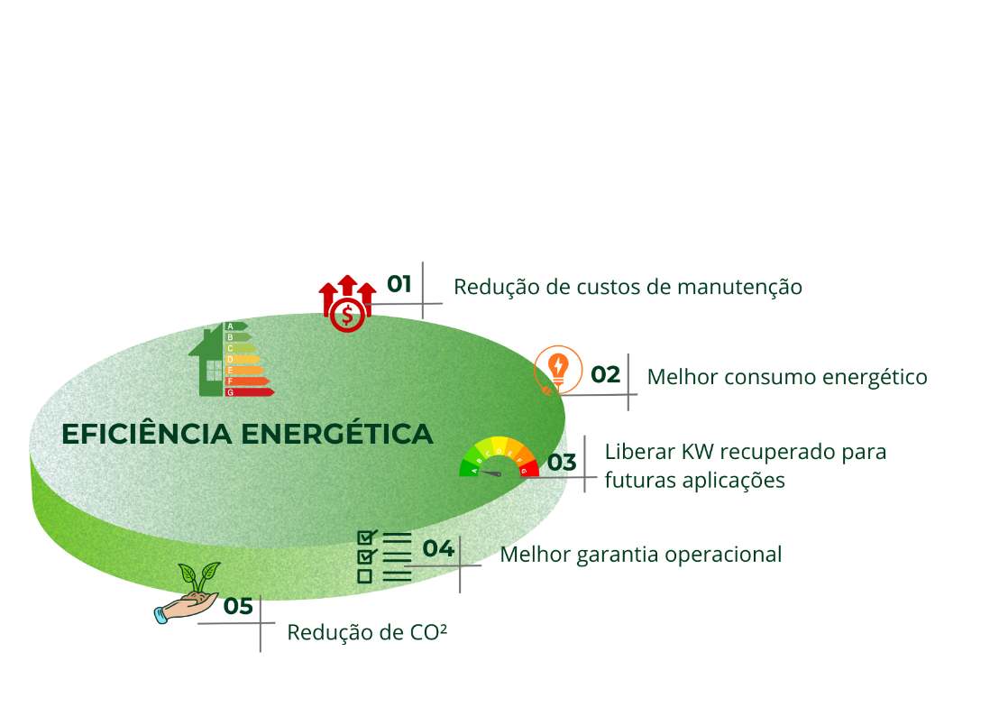 01
Redução de custos de manutenção
A
B
C
D
E
F
G
02
Melhor consumo energético
EFICIÊNCIA ENERGÉTICA
A B C D E F G
03
Liberar KW recuperado para
futuras aplicações
04
Melhor garantia operacional
05
Redução de CO²
$